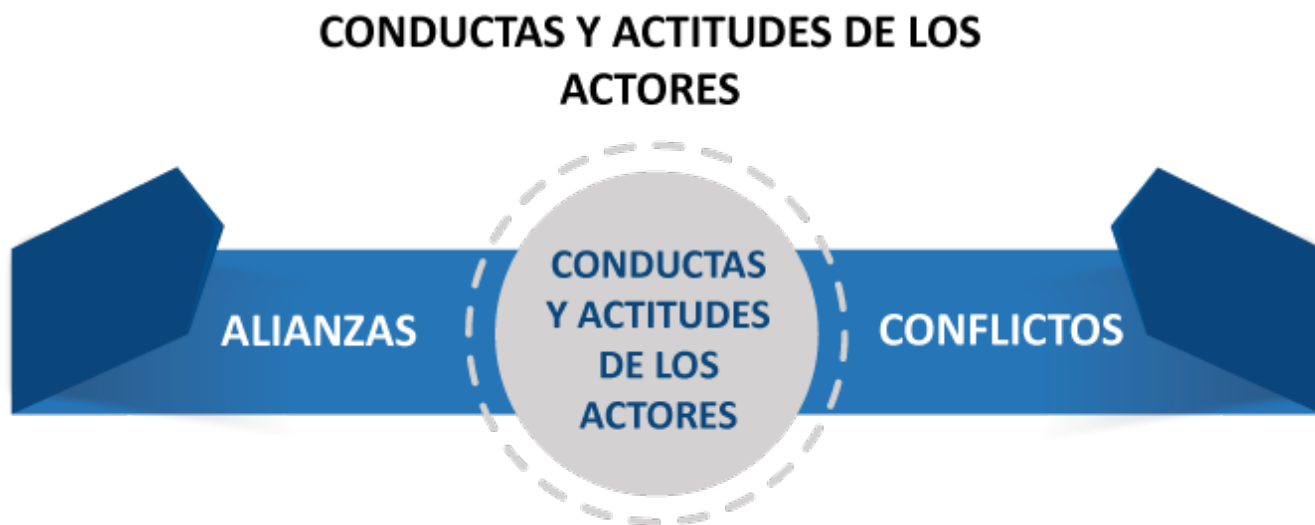 CONDUCTAS Y ACTITUDES DE LOS
ACTORES
ALIANZAS
CONDUCTAS
Y ACTITUDES
DE LOS
ACTORES
CONFLICTOS